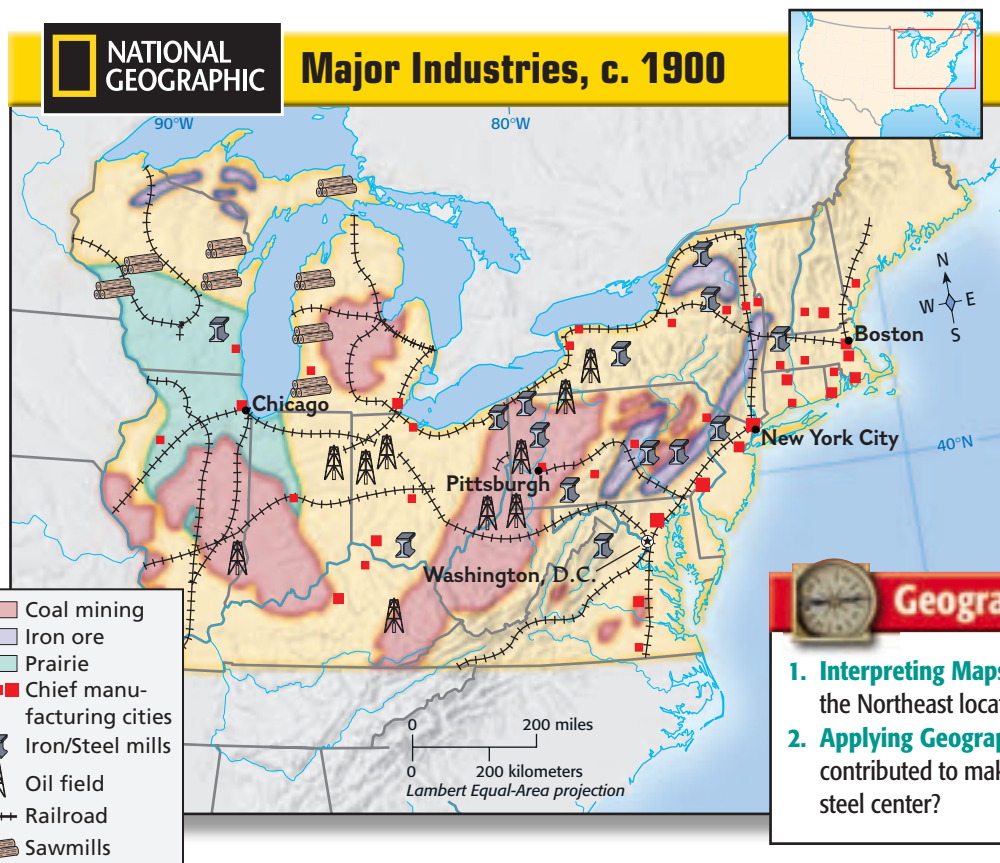 NATIONAL
GEOGRAPHIC
Major Industries, c. 1900
90°W
80°W
N
W
E
S
Boston
Chicago
New York City
40°N
Pittsburgh
Washington, D.C.
Coal mining
Iron ore
Prairie
Chief manu-
facturing cities
Iron/Steel mills
Oil field
Railroad
Sawmills
0 200 miles
0 200 kilometers
Lambert Equal-Area projection
Geogra
1. Interpreting Maps
the Northeast locat
2. Applying Geograp
contributed to mak
steel center?